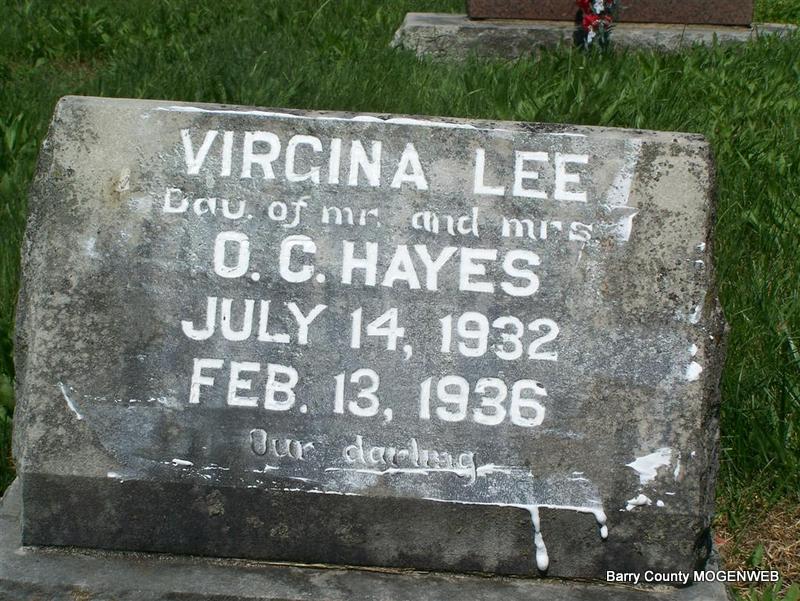 VIRGINA LEE
Dau. of mr. and mrs.
O. C. HAYES
JULY 14, 1932
FEB. 13, 1936
Our darling
Barry County MOGENWEB